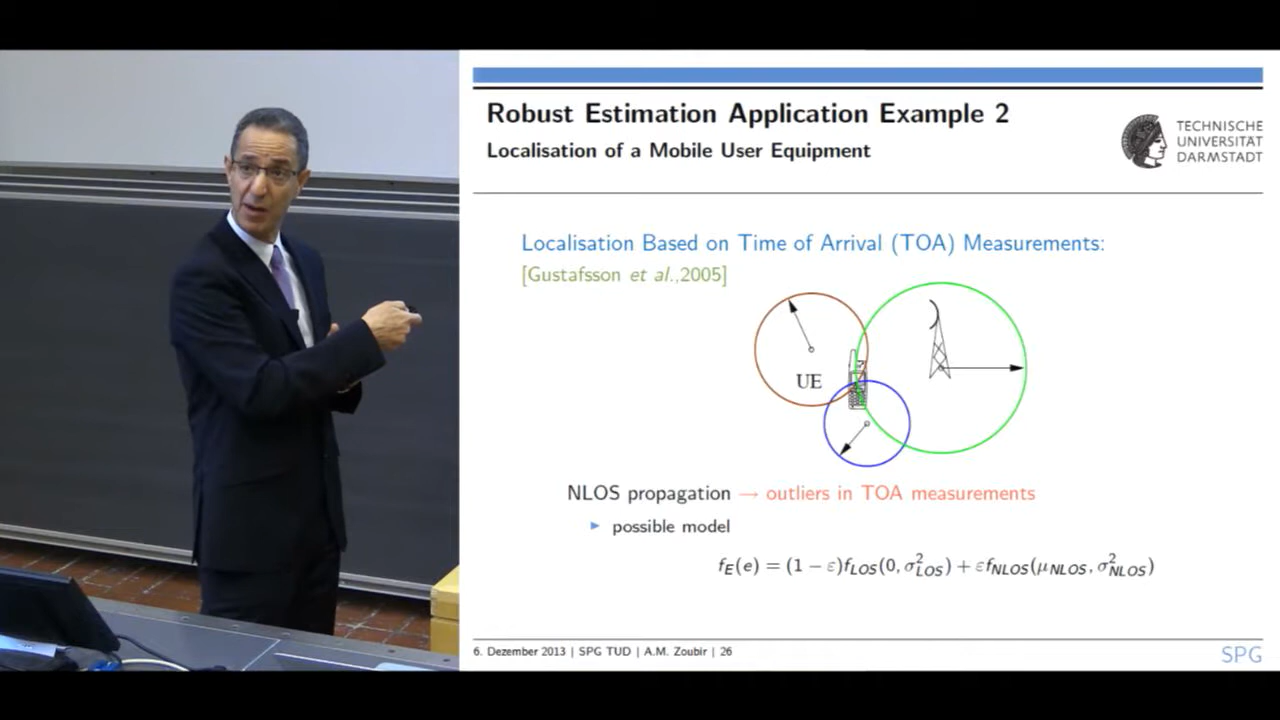 Robust Estimation Application Example 2
Localisation of a Mobile User Equipment
TECHNISCHE
UNIVERSITÄT
DARMSTADT
Localisation Based on Time of Arrival (TOA) Measurements:
[Gustafsson et al.,2005]
UE
NLOS propagation → outliers in TOA measurements
▶ possible model
f_E(e) = (1 − ε)f_LOS(0, σ²_LOS) + εf_NLOS(μ_NLOS, σ²_NLOS)
6. Dezember 2013 | SPG TUD | A.M. Zoubir | 26
SPG